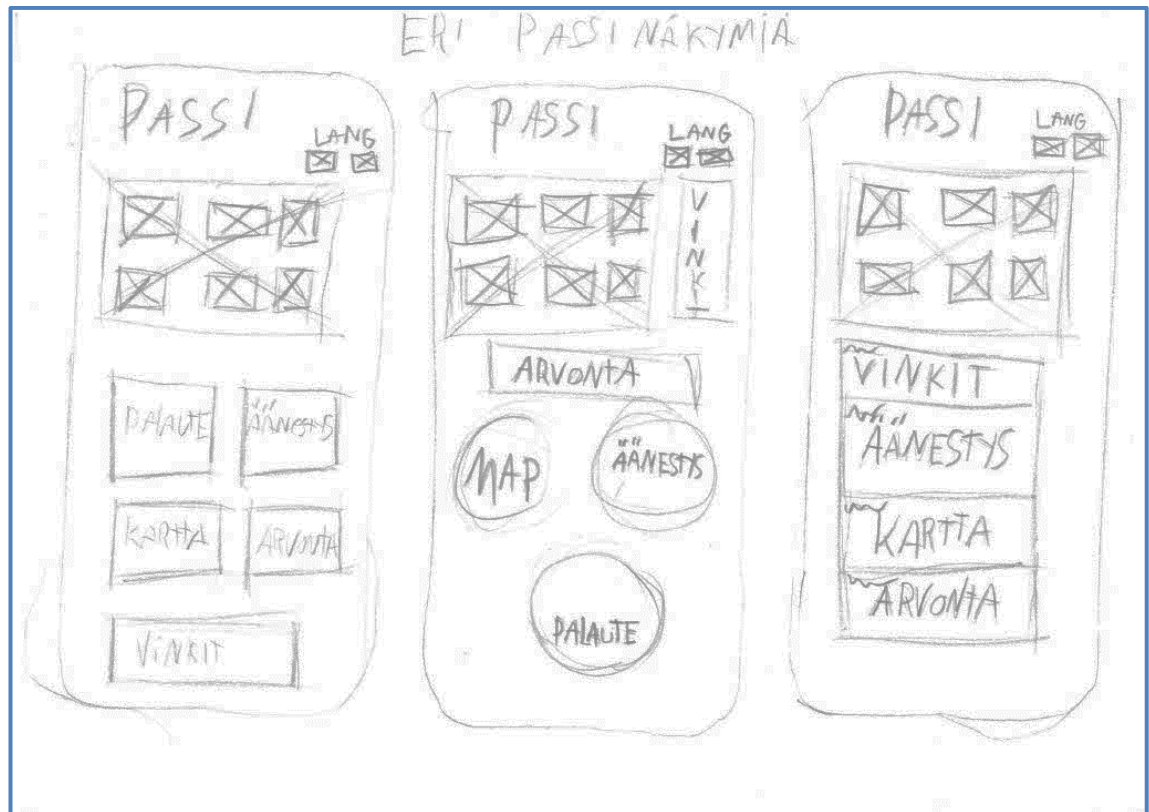 ERI PASSINÄKYMIÄ
PASSI
LANG
PALAUTE ÄÄNESTYS
KARTTA ARVONTA
VINKIT
PASSI
LANG
VINKI
ARVONTA
MAP ÄÄNESTYS
PALAUTE
PASSI
LANG
VINKIT
ÄÄNESTYS
KARTTA
ARVONTA